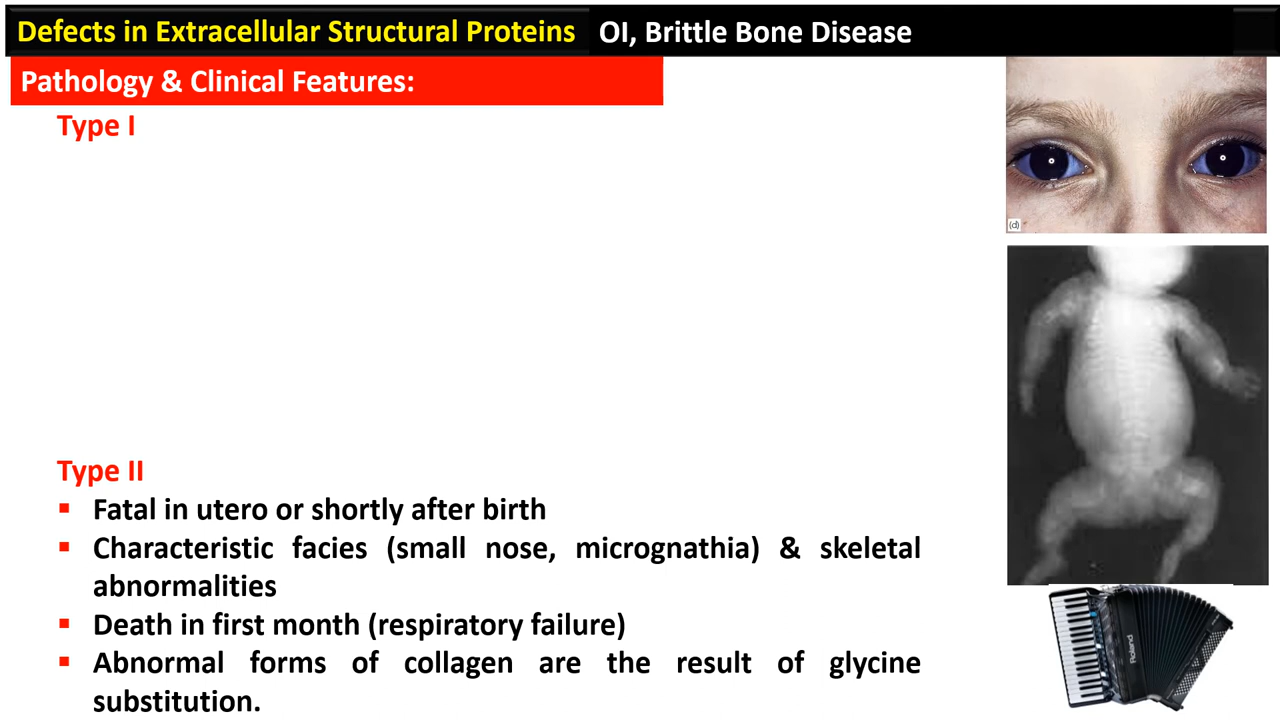 Defects in Extracellular Structural Proteins OI, Brittle Bone Disease
Pathology & Clinical Features:
Type I
(d)
Type II
▪ Fatal in utero or shortly after birth
▪ Characteristic facies (small nose, micrognathia) & skeletal
abnormalities
▪ Death in first month (respiratory failure)
▪ Abnormal forms of collagen are the result of glycine
substitution.
Roland